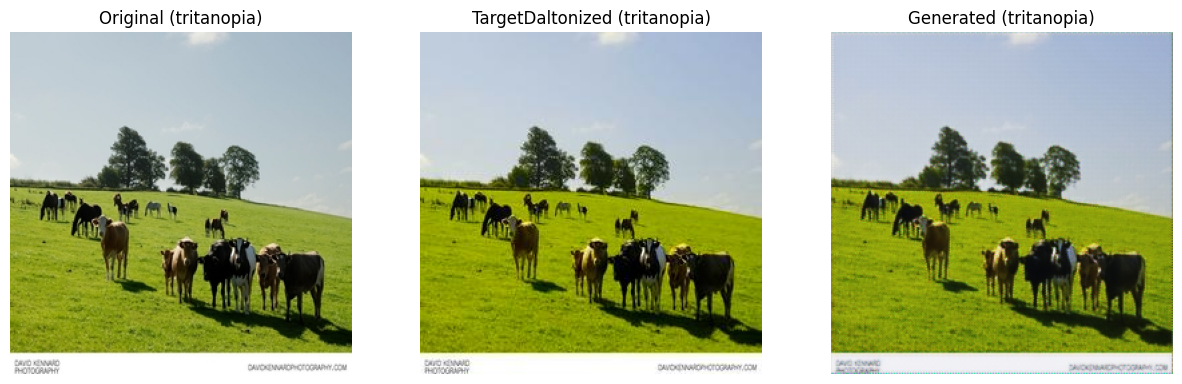 Original (tritanopia)
TargetDaltonized (tritanopia)
Generated (tritanopia)
DAVID KENNARD
PHOTOGRAPHY
DAVIDKENNARDPHOTOGRAPHY.COM
DAVID KENNARD
PHOTOGRAPHY
DAVIDKENNARDPHOTOGRAPHY.COM
DAVID KENNARD
PHOTOGRAPHY
DAVIDKENNARDPHOTOGRAPHY.COM